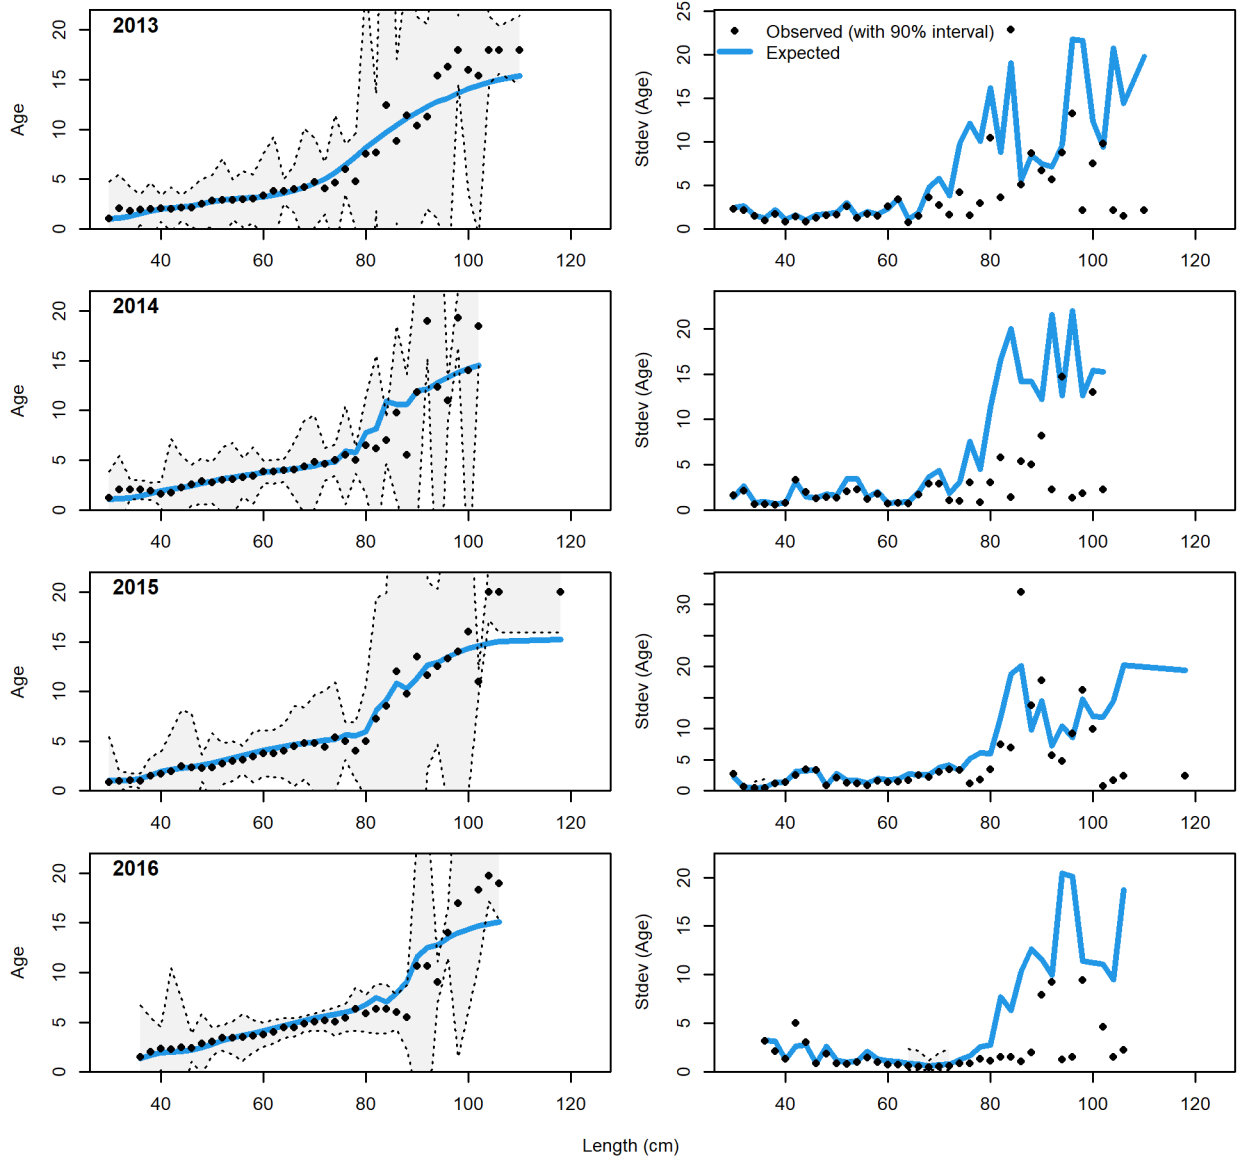 2013
Age
0 5 10 15 20
40 60 80 100 120
Observed (with 90% interval)
Expected
Stdev (Age)
0 5 10 15 20 25
40 60 80 100 120
2014
Age
0 5 10 15 20
40 60 80 100 120
Stdev (Age)
0 5 10 15 20
40 60 80 100 120
2015
Age
0 5 10 15 20
40 60 80 100 120
Stdev (Age)
0 5 10 20 30
40 60 80 100 120
2016
Age
0 5 10 15 20
40 60 80 100 120
Stdev (Age)
0 5 10 15 20
40 60 80 100 120
Length (cm)